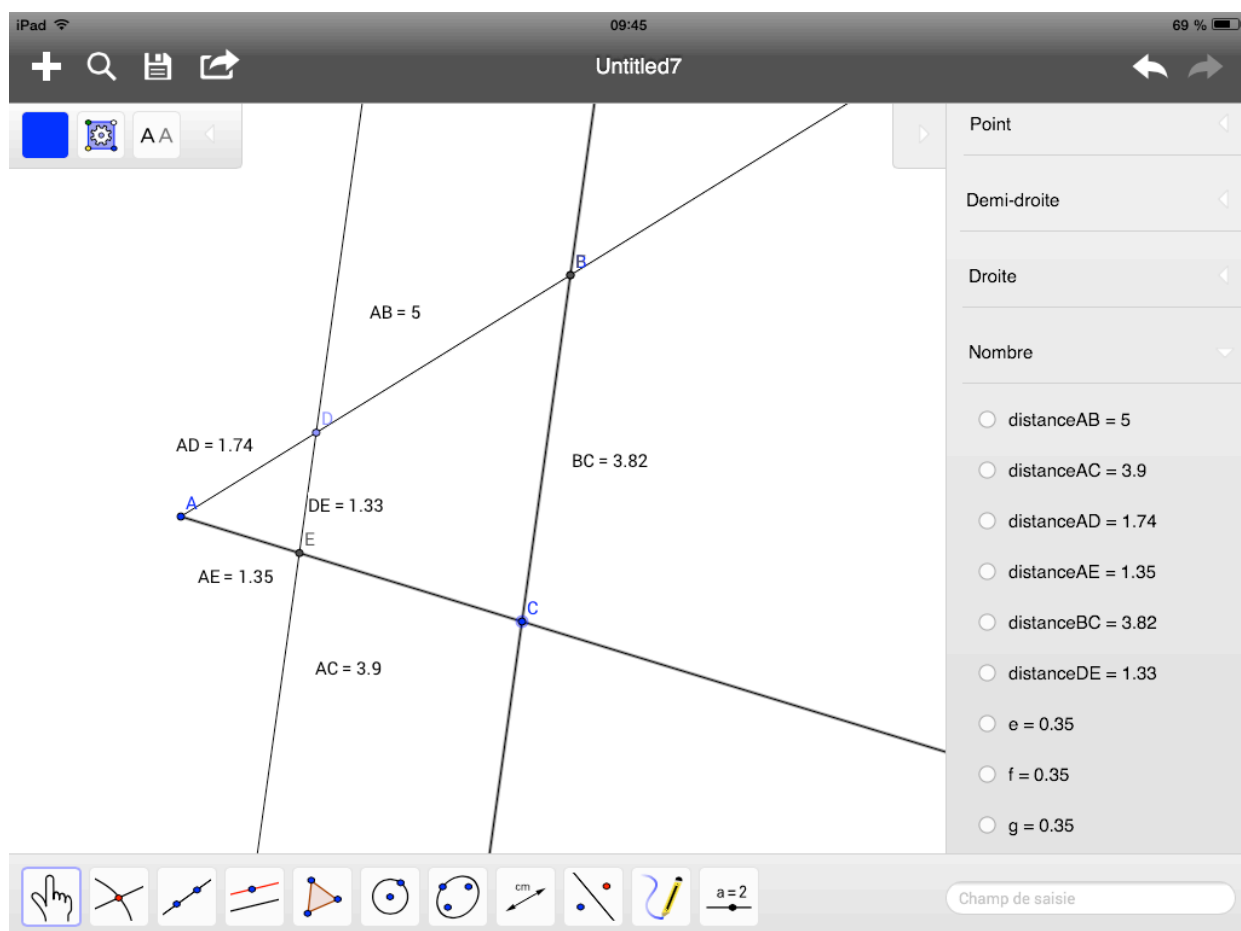 iPad 09:45 69 %
Untitled7
A A
Point
Demi-droite
Droite
Nombre
distanceAB = 5
distanceAC = 3.9
distanceAD = 1.74
distanceAE = 1.35
distanceBC = 3.82
distanceDE = 1.33
e = 0.35
f = 0.35
g = 0.35
B
AB = 5
D
AD = 1.74
BC = 3.82
A
DE = 1.33
E
AE = 1.35
C
AC = 3.9
cm
a = 2
Champ de saisie